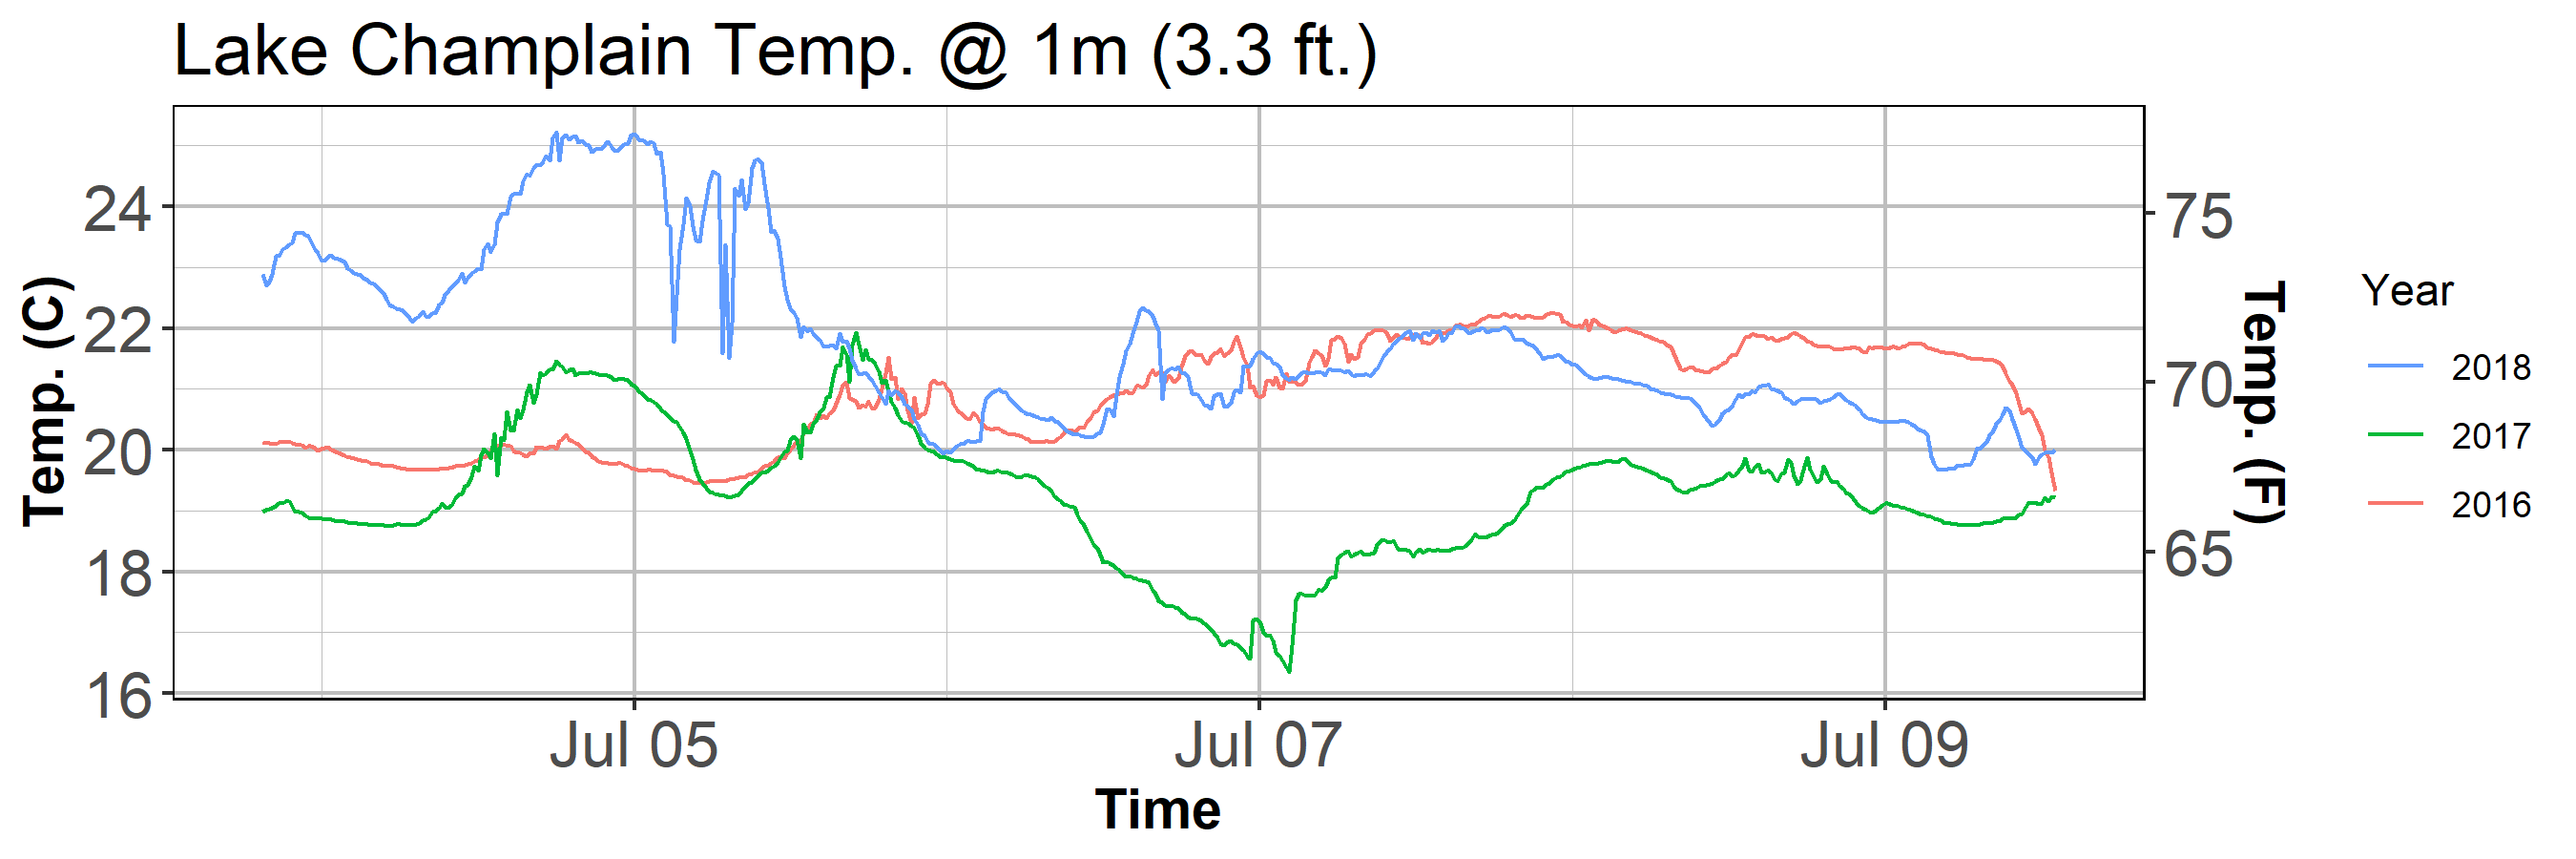 Lake Champlain Temp. @ 1m (3.3 ft.)
Temp. (C)
24
22
20
18
16
75
70
65
Temp. (F)
Jul 05
Jul 07
Jul 09
Time
Year
2018
2017
2016